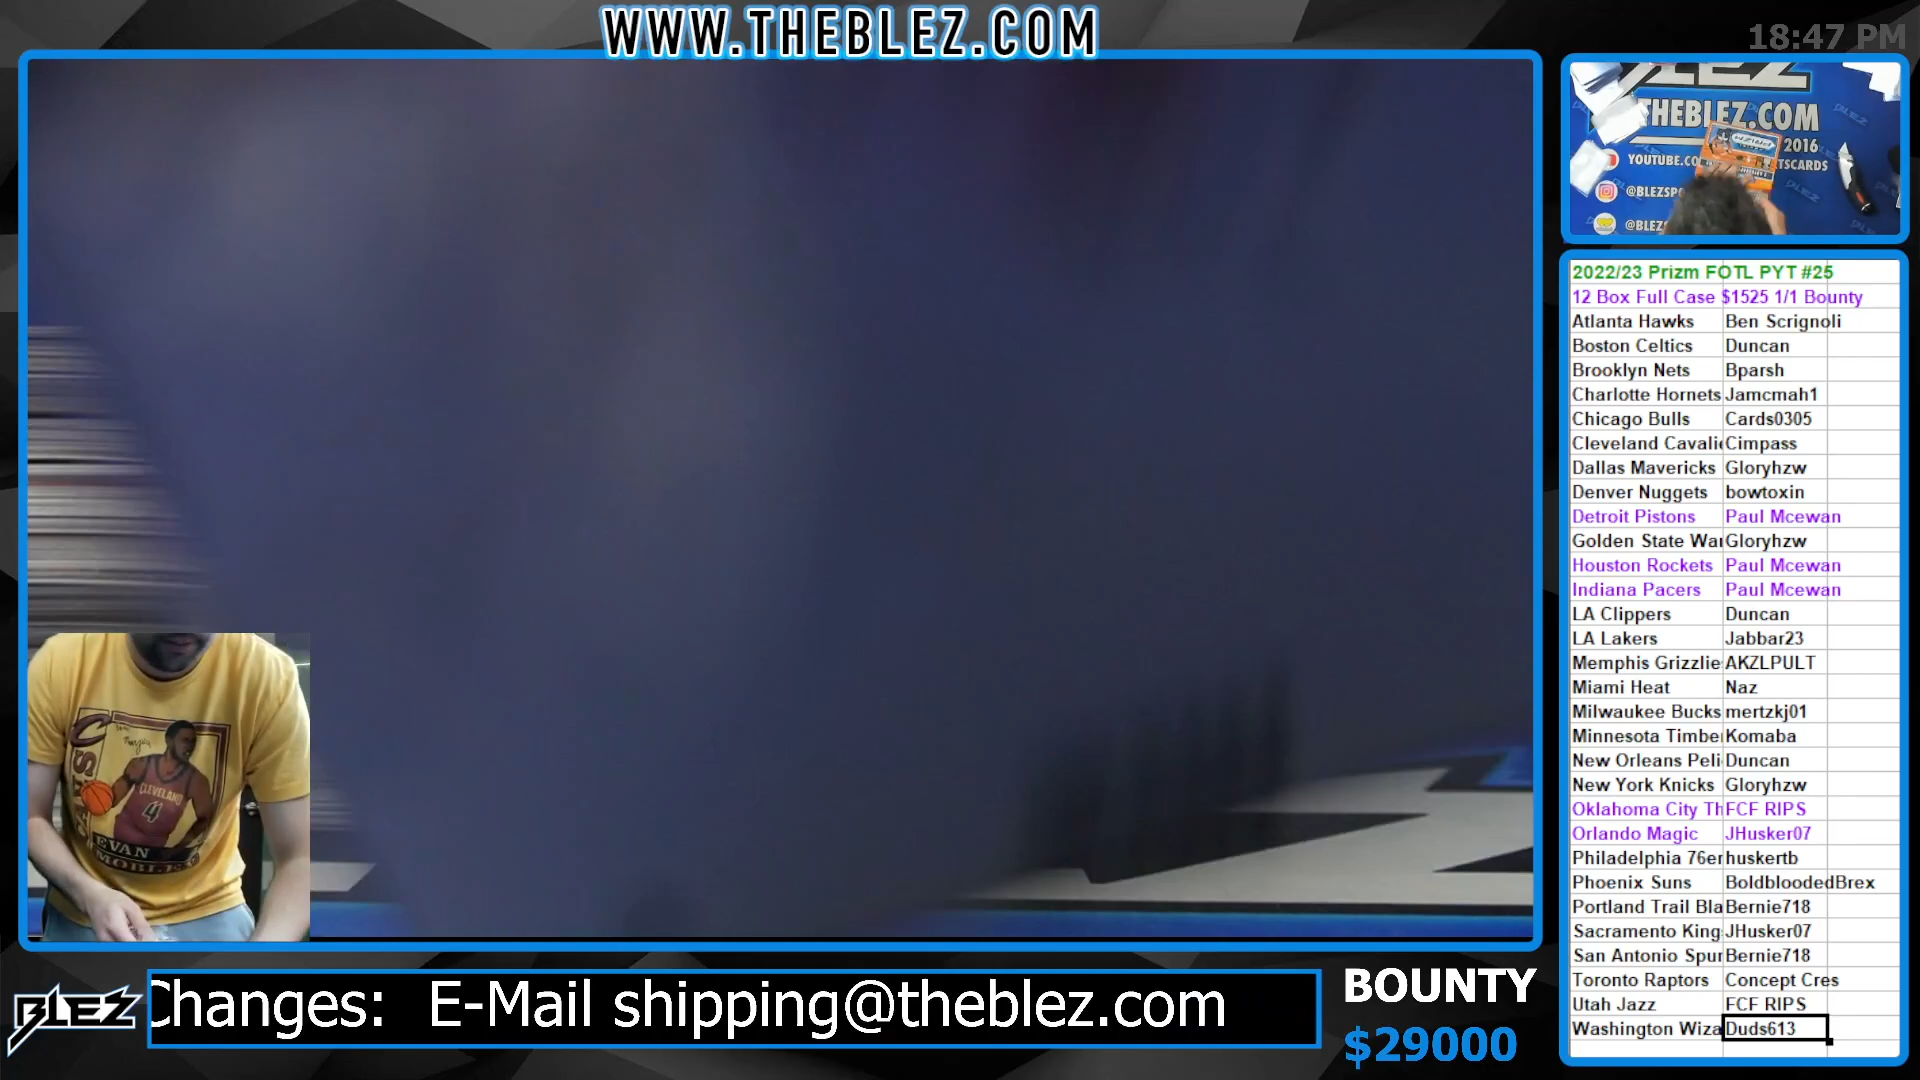 WWW.THEBLEZ.COM
18:47 PM
BLEZ
THEBLEZ.COM
2016
YOUTUBE.CO
TSCARDS
@BLEZSP
@BLEZ
2022/23 Prizm FOTL PYT #25
12 Box Full Case $1525 1/1 Bounty
Atlanta Hawks Ben Scrignoli
Boston Celtics Duncan
Brooklyn Nets Bparsh
Charlotte Hornets Jamcmah1
Chicago Bulls Cards0305
Cleveland Cavalie Cimpass
Dallas Mavericks Gloryhzw
Denver Nuggets bowtoxin
Detroit Pistons Paul Mcewan
Golden State War Gloryhzw
Houston Rockets Paul Mcewan
Indiana Pacers Paul Mcewan
LA Clippers Duncan
LA Lakers Jabbar23
Memphis Grizzlie AKZLPULT
Miami Heat Naz
Milwaukee Bucks mertzkj01
Minnesota Timbe Komaba
New Orleans Peli Duncan
New York Knicks Gloryhzw
Oklahoma City Th FCF RIPS
Orlando Magic JHusker07
Philadelphia 76er huskertb
Phoenix Suns BoldbloodedBrex
Portland Trail Bla Bernie718
Sacramento King JHusker07
San Antonio Spur Bernie718
Toronto Raptors Concept Cres
Utah Jazz FCF RIPS
Washington Wiza Duds613
CLEVELAND
4
EVAN
MOBLE
BLEZ
Changes: E-Mail shipping@theblez.com
BOUNTY
$29000